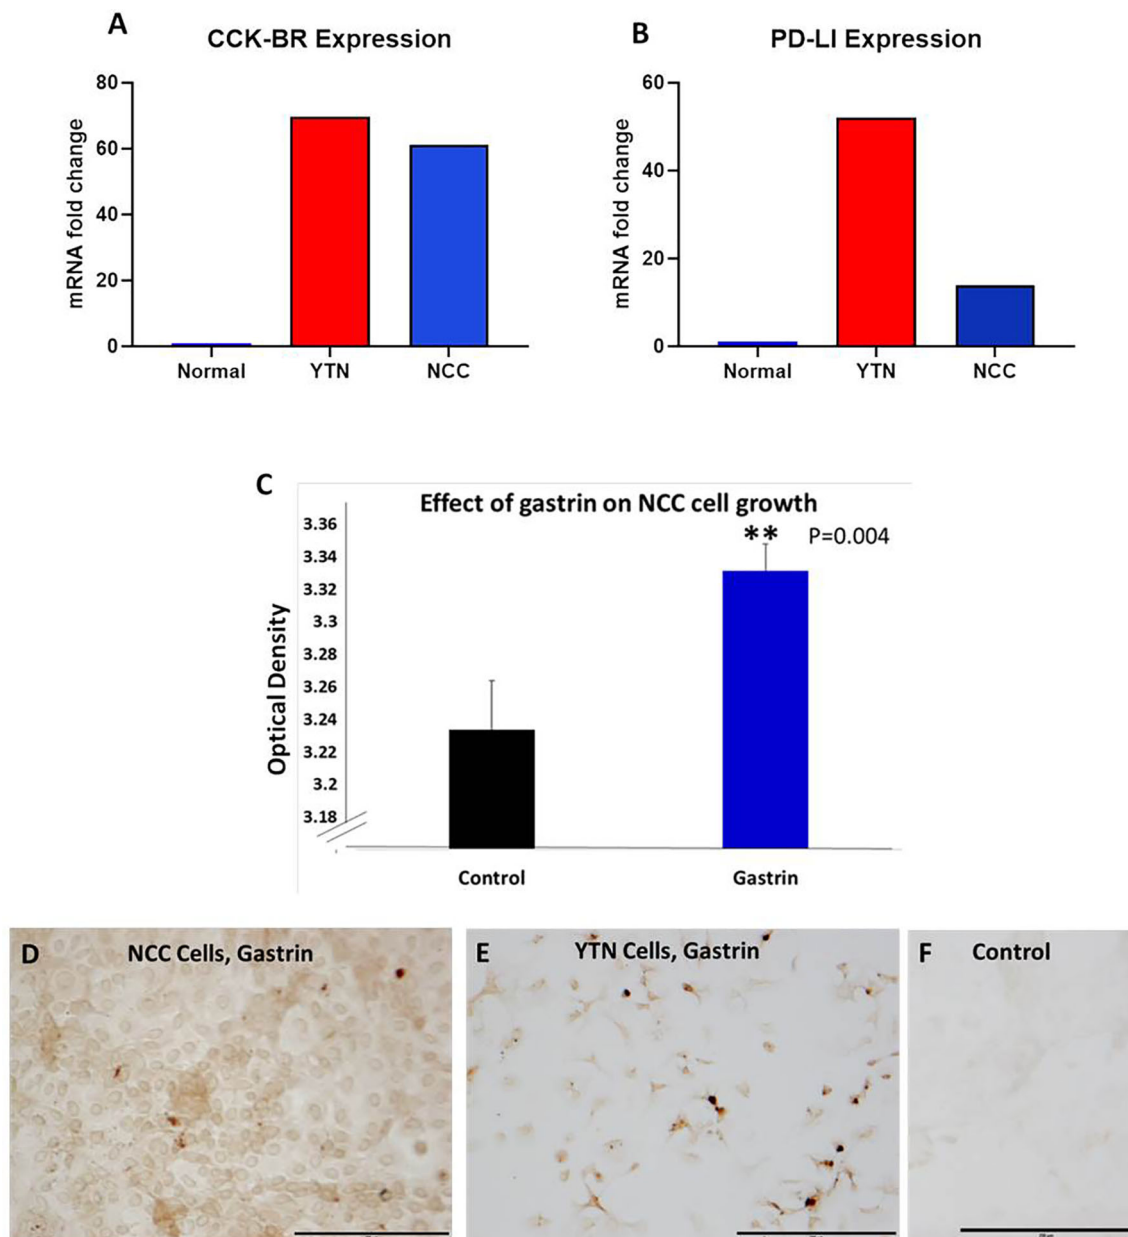 A
CCK-BR Expression
mRNA fold change
80
60
40
20
0
Normal
YTN
NCC
B
PD-LI Expression
mRNA fold change
60
40
20
0
Normal
YTN
NCC
C
Effect of gastrin on NCC cell growth
** P=0.004
Optical Density
3.36
3.34
3.32
3.3
3.28
3.26
3.24
3.22
3.2
3.18
Control
Gastrin
D
NCC Cells, Gastrin
E
YTN Cells, Gastrin
F
Control